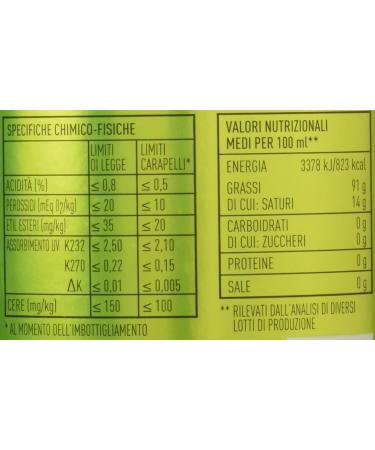 SPECIFICHE CHIMICO-FISICHE
LIMITI DI LEGGE LIMITI CARAPELLI*
ACIDITÀ (%) ≤ 0,8 ≤ 0,5
PEROSSIDI (mEq O2/kg) ≤ 20 ≤ 10
ETIL ESTERI (mg/kg) ≤ 35 ≤ 20
ASSORBIMENTO UV K232 ≤ 2,50 ≤ 2,10
K270 ≤ 0,22 ≤ 0,15
ΔK ≤ 0,01 ≤ 0,005
CERE (mg/kg) ≤ 150 ≤ 100
* AL MOMENTO DELL'IMBOTTIGLIAMENTO
VALORI NUTRIZIONALI
MEDI PER 100 ml**
ENERGIA 3378 kJ/823 kcal
GRASSI 91 g
DI CUI: SATURI 14 g
CARBOIDRATI 0 g
DI CUI: ZUCCHERI 0 g
PROTEINE 0 g
SALE 0 g
** RILEVATI DALL'ANALISI DI DIVERSI
LOTTI DI PRODUZIONE